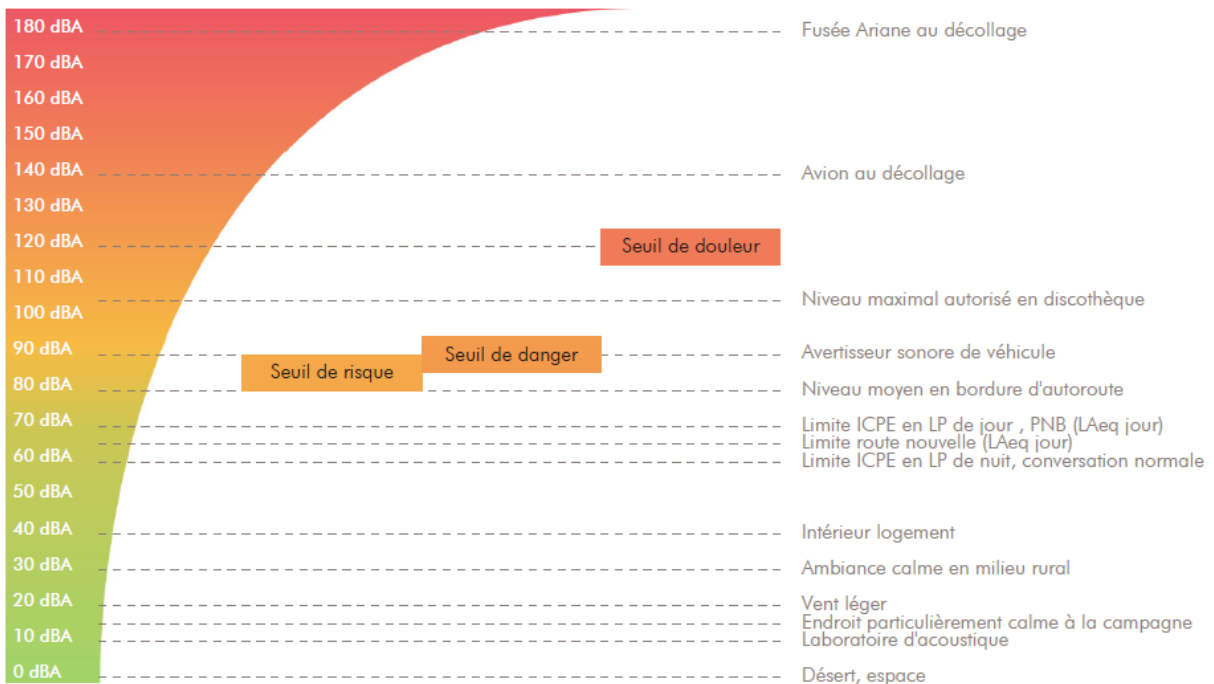 180 dBA
Fusée Ariane au décollage
170 dBA
160 dBA
150 dBA
140 dBA
Avion au décollage
130 dBA
120 dBA
Seuil de douleur
110 dBA
Niveau maximal autorisé en discothèque
100 dBA
90 dBA
Seuil de danger
Avertisseur sonore de véhicule
Seuil de risque
80 dBA
Niveau moyen en bordure d'autoroute
70 dBA
Limite ICPE en LP de jour , PNB (LAeq jour)
Limite route nouvelle (LAeq jour)
60 dBA
Limite ICPE en LP de nuit, conversation normale
50 dBA
40 dBA
Intérieur logement
30 dBA
Ambiance calme en milieu rural
20 dBA
Vent léger
Endroit particulièrement calme à la campagne
10 dBA
Laboratoire d'acoustique
0 dBA
Désert, espace